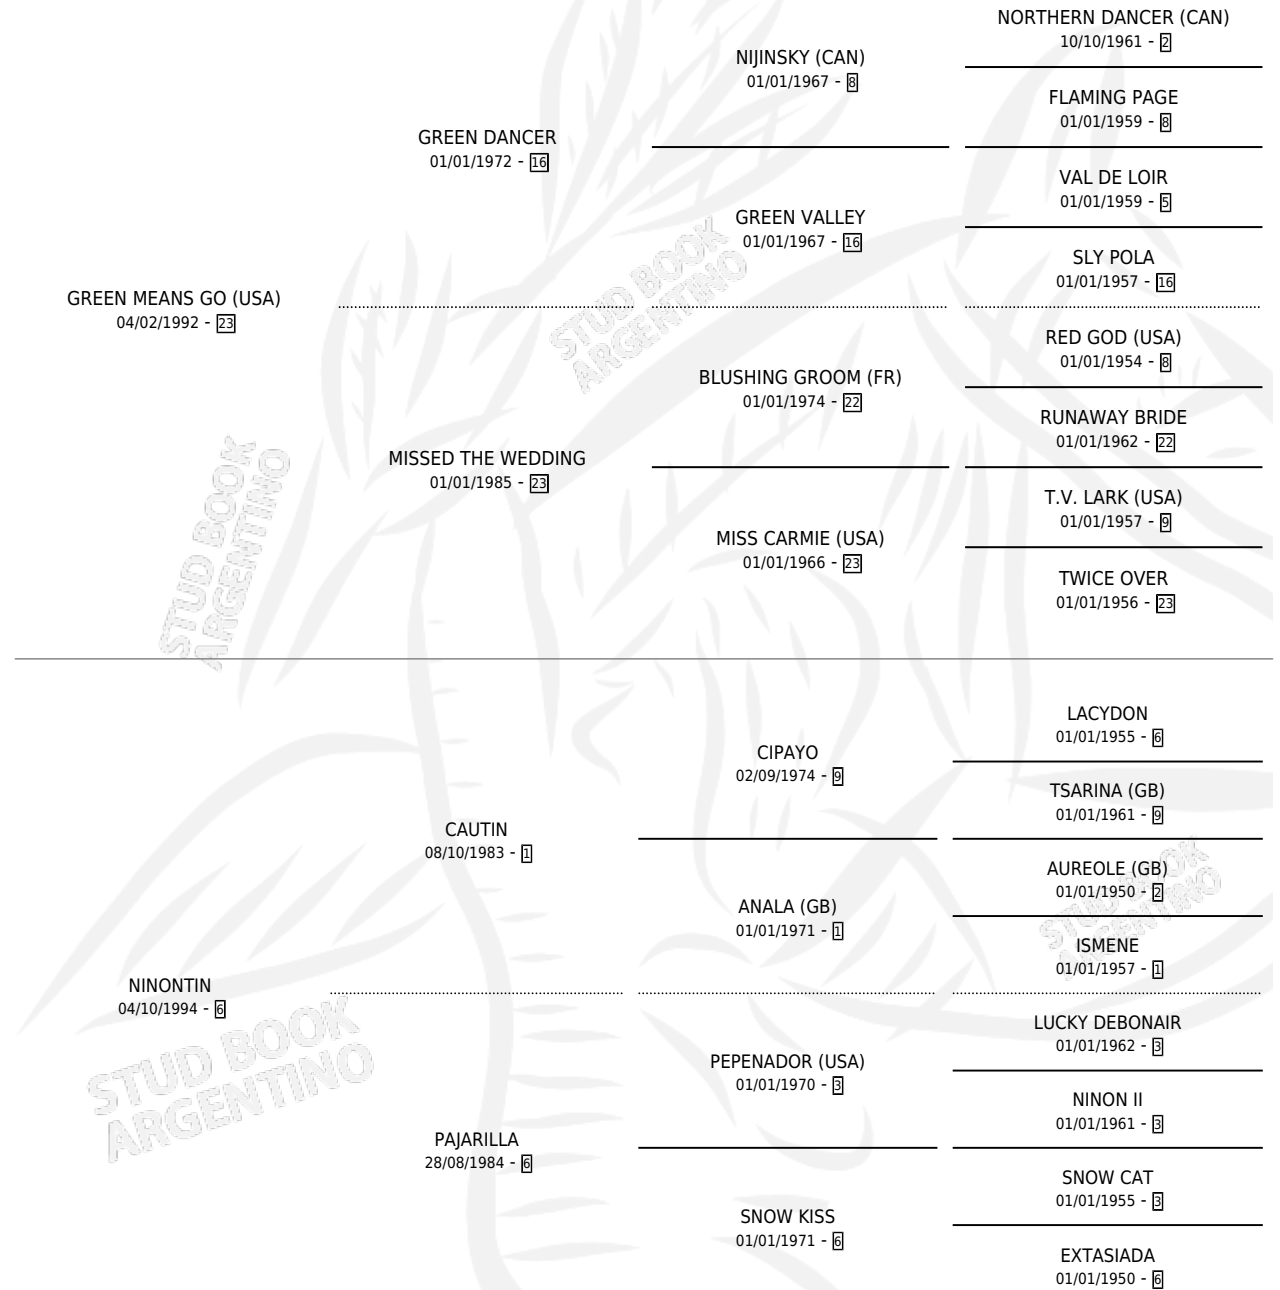 NORTHERN DANCER (CAN)
10/10/1961 - 2
NIJINSKY (CAN)
01/01/1967 - 8
FLAMING PAGE
01/01/1959 - 8
GREEN DANCER
01/01/1972 - 16
VAL DE LOIR
01/01/1959 - 5
GREEN VALLEY
01/01/1967 - 16
SLY POLA
01/01/1957 - 16
GREEN MEANS GO (USA)
04/02/1992 - 23
RED GOD (USA)
01/01/1954 - 8
BLUSHING GROOM (FR)
01/01/1974 - 22
RUNAWAY BRIDE
01/01/1962 - 22
MISSED THE WEDDING
01/01/1985 - 23
T.V. LARK (USA)
01/01/1957 - 9
MISS CARMIE (USA)
01/01/1966 - 23
TWICE OVER
01/01/1956 - 23
LACYDON
01/01/1955 - 6
CIPAYO
02/09/1974 - 9
TSARINA (GB)
01/01/1961 - 9
CAUTIN
08/10/1983 - 1
AUREOLE (GB)
01/01/1950 - 2
ANALA (GB)
01/01/1971 - 1
ISMENE
01/01/1957 - 1
NINONTIN
04/10/1994 - 6
LUCKY DEBONAIR
01/01/1962 - 3
PEPENADOR (USA)
01/01/1970 - 3
NINON II
01/01/1961 - 3
PAJARILLA
28/08/1984 - 6
SNOW CAT
01/01/1955 - 3
SNOW KISS
01/01/1971 - 6
EXTASIADA
01/01/1950 - 6
STUD BOOK
ARGENTINO
STUD BOOK
ARGENTINO
STUD BOOK
ARGENTINO
STUD BOOK
ARGENTINO